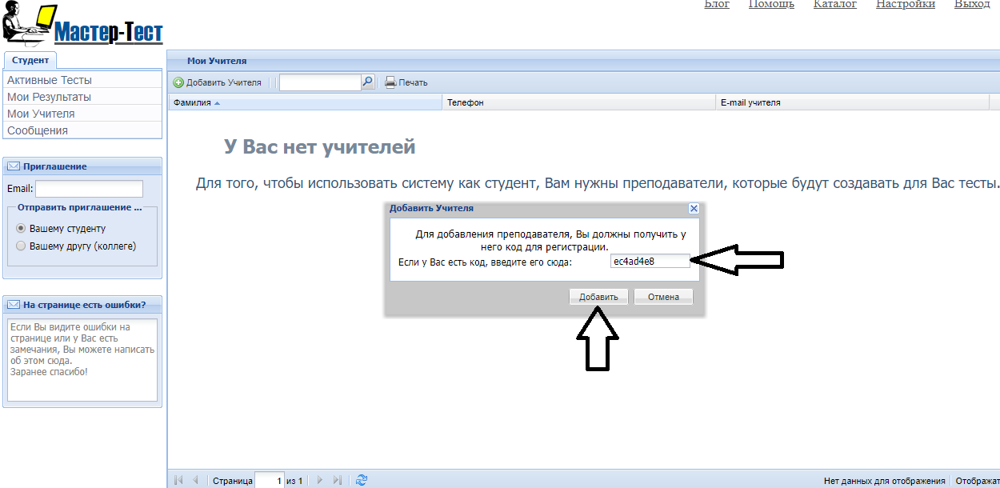 Блог Помощь Каталог Настройки Выход
Мастер-Тест
Студент
Активные Тесты
Мои Результаты
Мои Учителя
Сообщения
Приглашение
Email:
Отправить приглашение ...
Вашему студенту
Вашему другу (коллеге)
На странице есть ошибки?
Если Вы видите ошибки на
странице или у Вас есть
замечания, Вы можете написать
об этом сюда.
Заранее спасибо!
Мои Учителя
Добавить Учителя Печать
Фамилия Телефон E-mail учителя
У Вас нет учителей
Для того, чтобы использовать систему как студент, Вам нужны преподаватели, которые будут создавать для Вас тесты.
Добавить Учителя
Для добавления преподавателя, Вы должны получить у
него код для регистрации.
Если у Вас есть код, введите его сюда: ec4ad4e8
Добавить Отмена
Страница 1 из 1 Нет данных для отображения Отображат